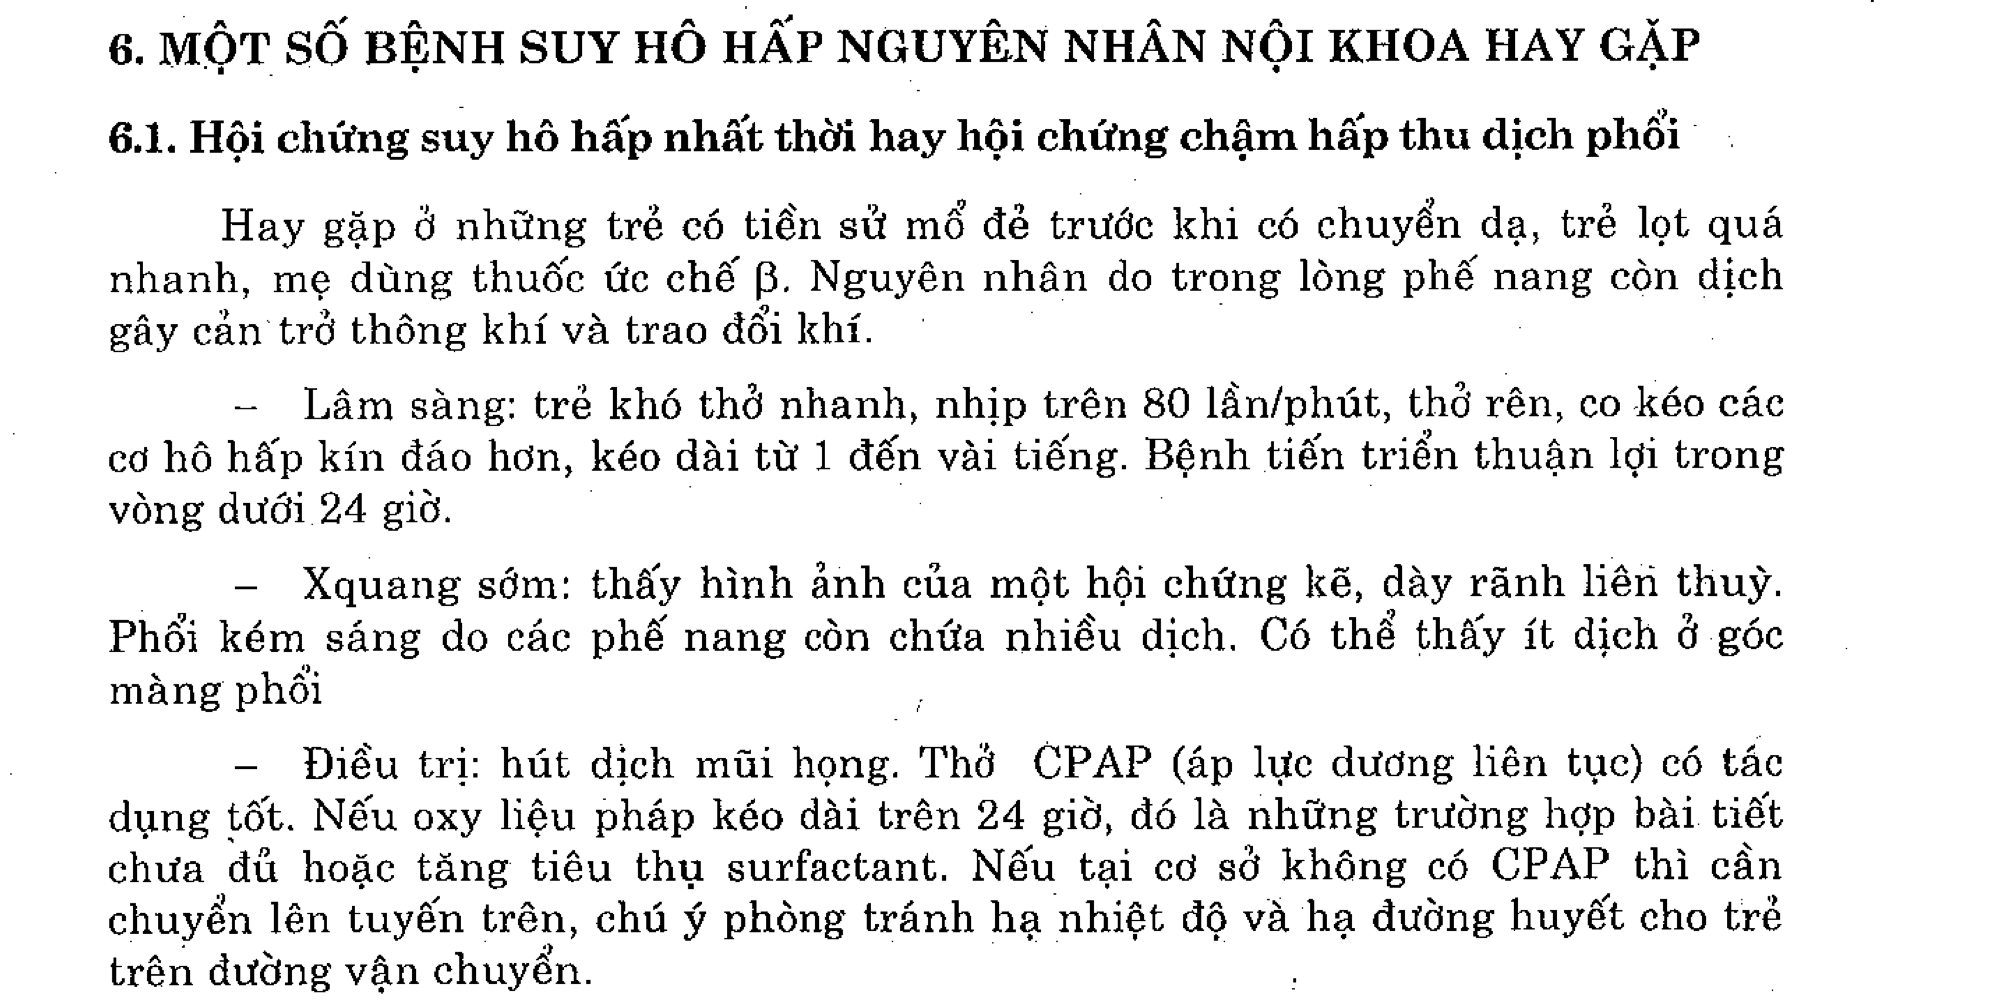 6. MỘT SỐ BỆNH SUY HÔ HẤP NGUYÊN NHÂN NỘI KHOA HAY GẶP
6.1. Hội chứng suy hô hấp nhất thời hay hội chứng chậm hấp thu dịch phổi
Hay gặp ở những trẻ có tiền sử mổ đẻ trước khi có chuyển dạ, trẻ lọt quá
nhanh, mẹ dùng thuốc ức chế β. Nguyên nhân do trong lòng phế nang còn dịch
gây cản trở thông khí và trao đổi khí.
– Lâm sàng: trẻ khó thở nhanh, nhịp trên 80 lần/phút, thở rên, co kéo các
cơ hô hấp kín đáo hơn, kéo dài từ 1 đến vài tiếng. Bệnh tiến triển thuận lợi trong
vòng dưới 24 giờ.
– Xquang sớm: thấy hình ảnh của một hội chứng kẽ, dày rãnh liên thuỳ.
Phổi kém sáng do các phế nang còn chứa nhiều dịch. Có thể thấy ít dịch ở góc
màng phổi
– Điều trị: hút dịch mũi họng. Thở CPAP (áp lực dương liên tục) có tác
dụng tốt. Nếu oxy liệu pháp kéo dài trên 24 giờ, đó là những trường hợp bài tiết
chưa đủ hoặc tăng tiêu thụ surfactant. Nếu tại cơ sở không có CPAP thì cần
chuyển lên tuyến trên, chú ý phòng tránh hạ nhiệt độ và hạ đường huyết cho trẻ
trên đường vận chuyển.